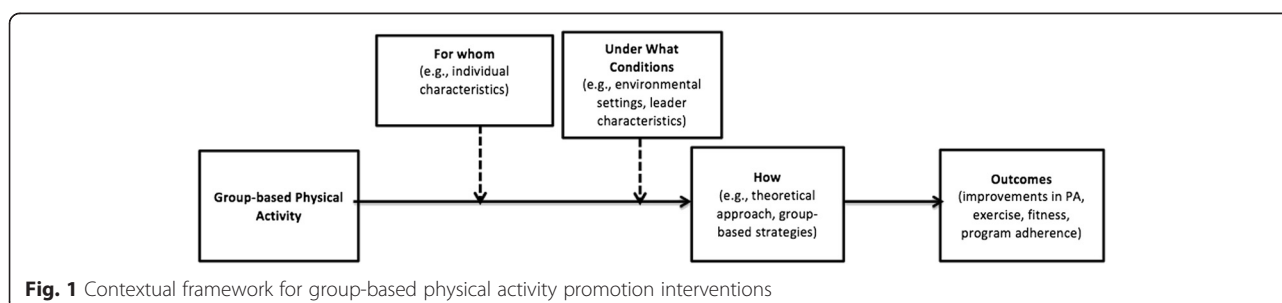 For whom
(e.g., individual
characteristics)
Under What
Conditions
(e.g., environmental
settings, leader
characteristics)
Group-based Physical
Activity
How
(e.g., theoretical
approach, group-
based strategies)
Outcomes
(improvements in PA,
exercise, fitness,
program adherence)
Fig. 1 Contextual framework for group-based physical activity promotion interventions